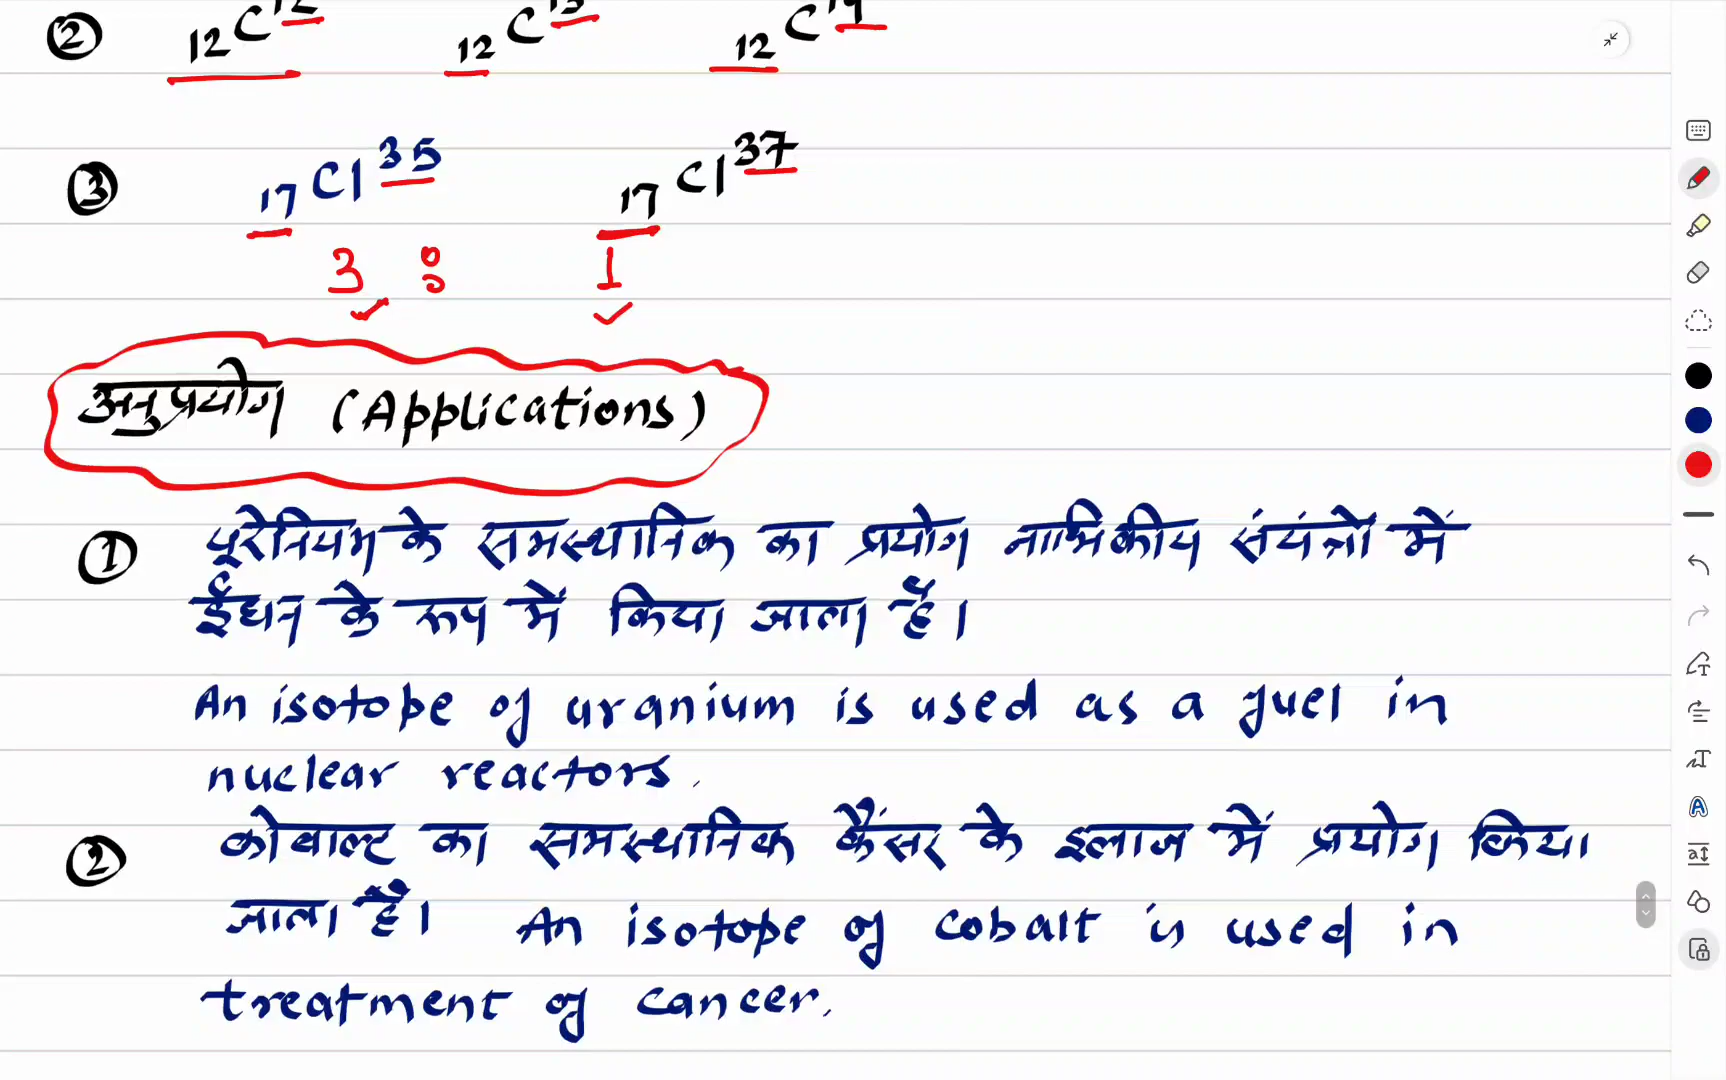 ② ₁₂C¹² ₁₂C¹³ ₁₂C¹⁴
③ ₁₇Cl³⁵ ₁₇Cl³⁷
3 : 1
अनुप्रयोग (Applications)
① यूरेनियम के समस्थानिक का प्रयोग नाभिकीय संयंत्रों में
ईंधन के रूप में किया जाता है।
An isotope of uranium is used as a fuel in
nuclear reactors.
② कोबाल्ट का समस्थानिक कैंसर के इलाज में प्रयोग किया
जाता है। An isotope of cobalt is used in
treatment of cancer.